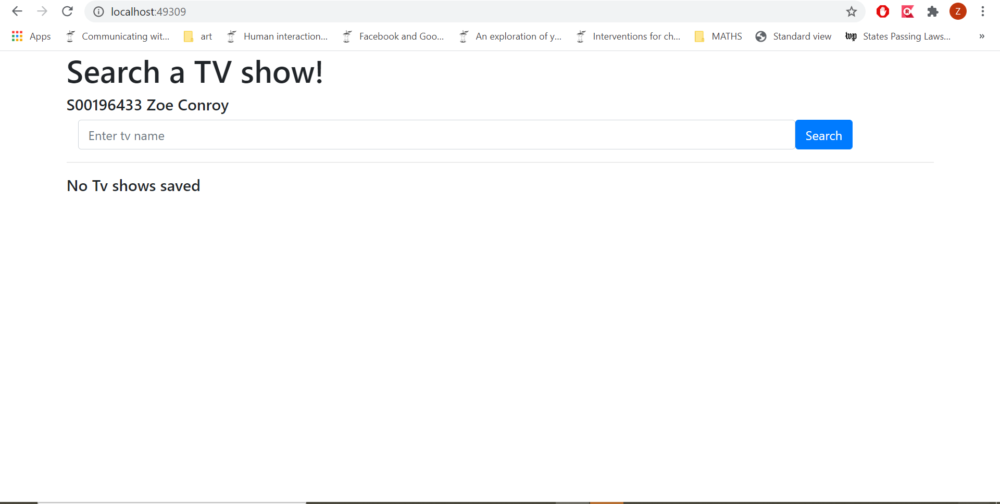 localhost:49309
Z
Apps Communicating wit... art Human interaction... Facebook and Goo... An exploration of y... Interventions for ch... MATHS Standard view wp States Passing Laws... »
Search a TV show!
S00196433 Zoe Conroy
Enter tv name Search
No Tv shows saved